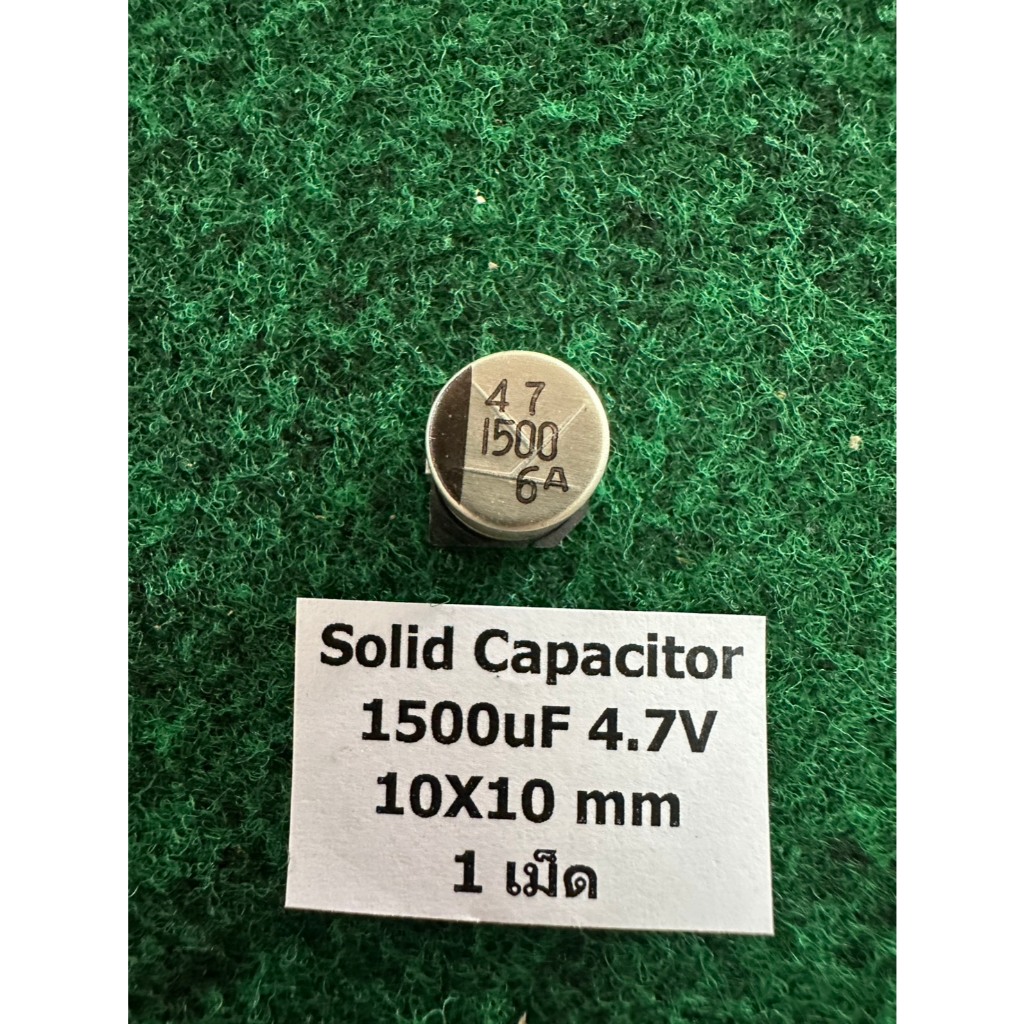 4 7
1500
6A
Solid Capacitor
1500uF 4.7V
10X10 mm
1 เม็ด